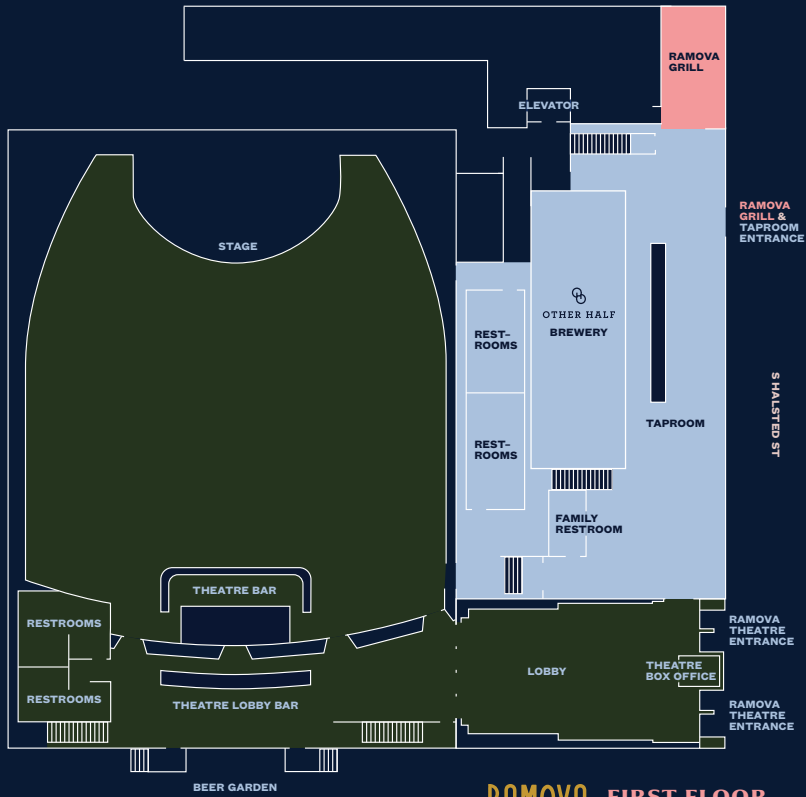 RAMOVA
GRILL
ELEVATOR
RAMOVA
GRILL &
TAPROOM
ENTRANCE
STAGE
OTHER HALF
BREWERY
REST–
ROOMS
S HALSTED ST
TAPROOM
REST–
ROOMS
FAMILY
RESTROOM
THEATRE BAR
RESTROOMS
RAMOVA
THEATRE
ENTRANCE
LOBBY
THEATRE
BOX OFFICE
RESTROOMS
THEATRE LOBBY BAR
RAMOVA
THEATRE
ENTRANCE
BEER GARDEN
RAMOVA FIRST FLOOR